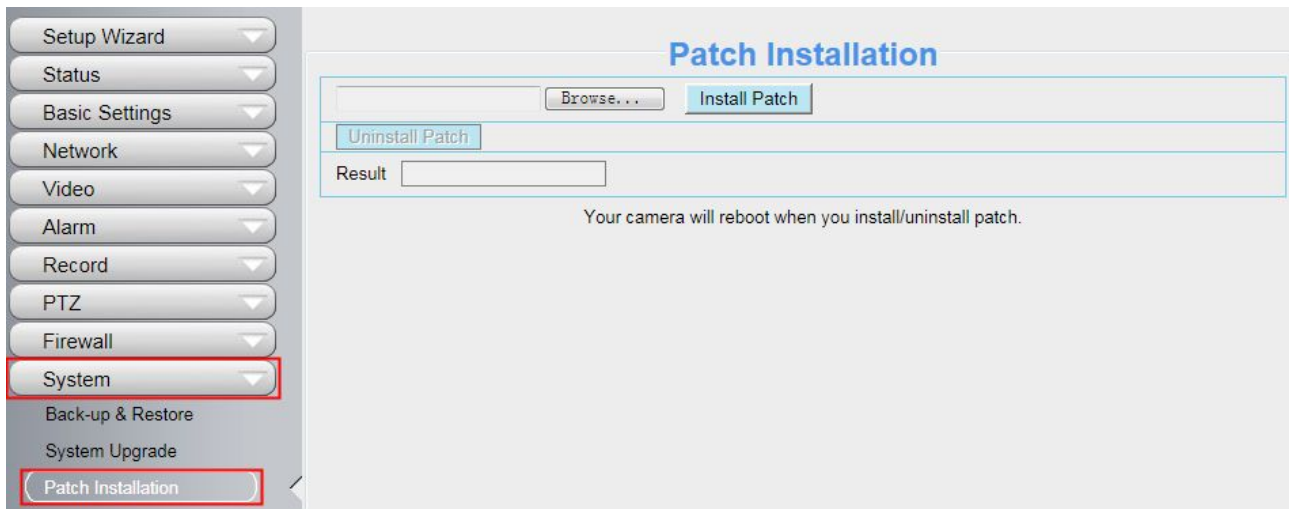 Setup Wizard
Status
Basic Settings
Network
Video
Alarm
Record
PTZ
Firewall
System
Back-up & Restore
System Upgrade
Patch Installation
Patch Installation
Browse... Install Patch
Uninstall Patch
Result
Your camera will reboot when you install/uninstall patch.